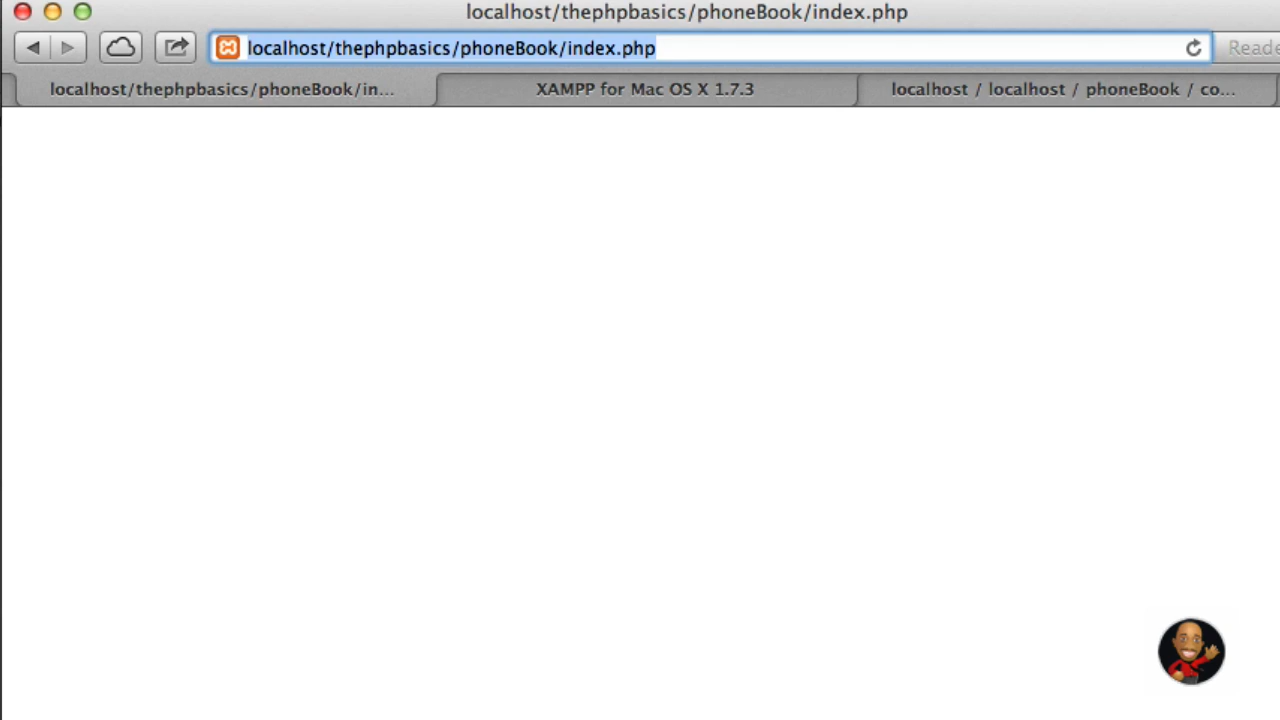 localhost/thephpbasics/phoneBook/index.php
localhost/thephpbasics/phoneBook/index.php
Reade
localhost/thephpbasics/phoneBook/in...
XAMPP for Mac OS X 1.7.3
localhost / localhost / phoneBook / co...